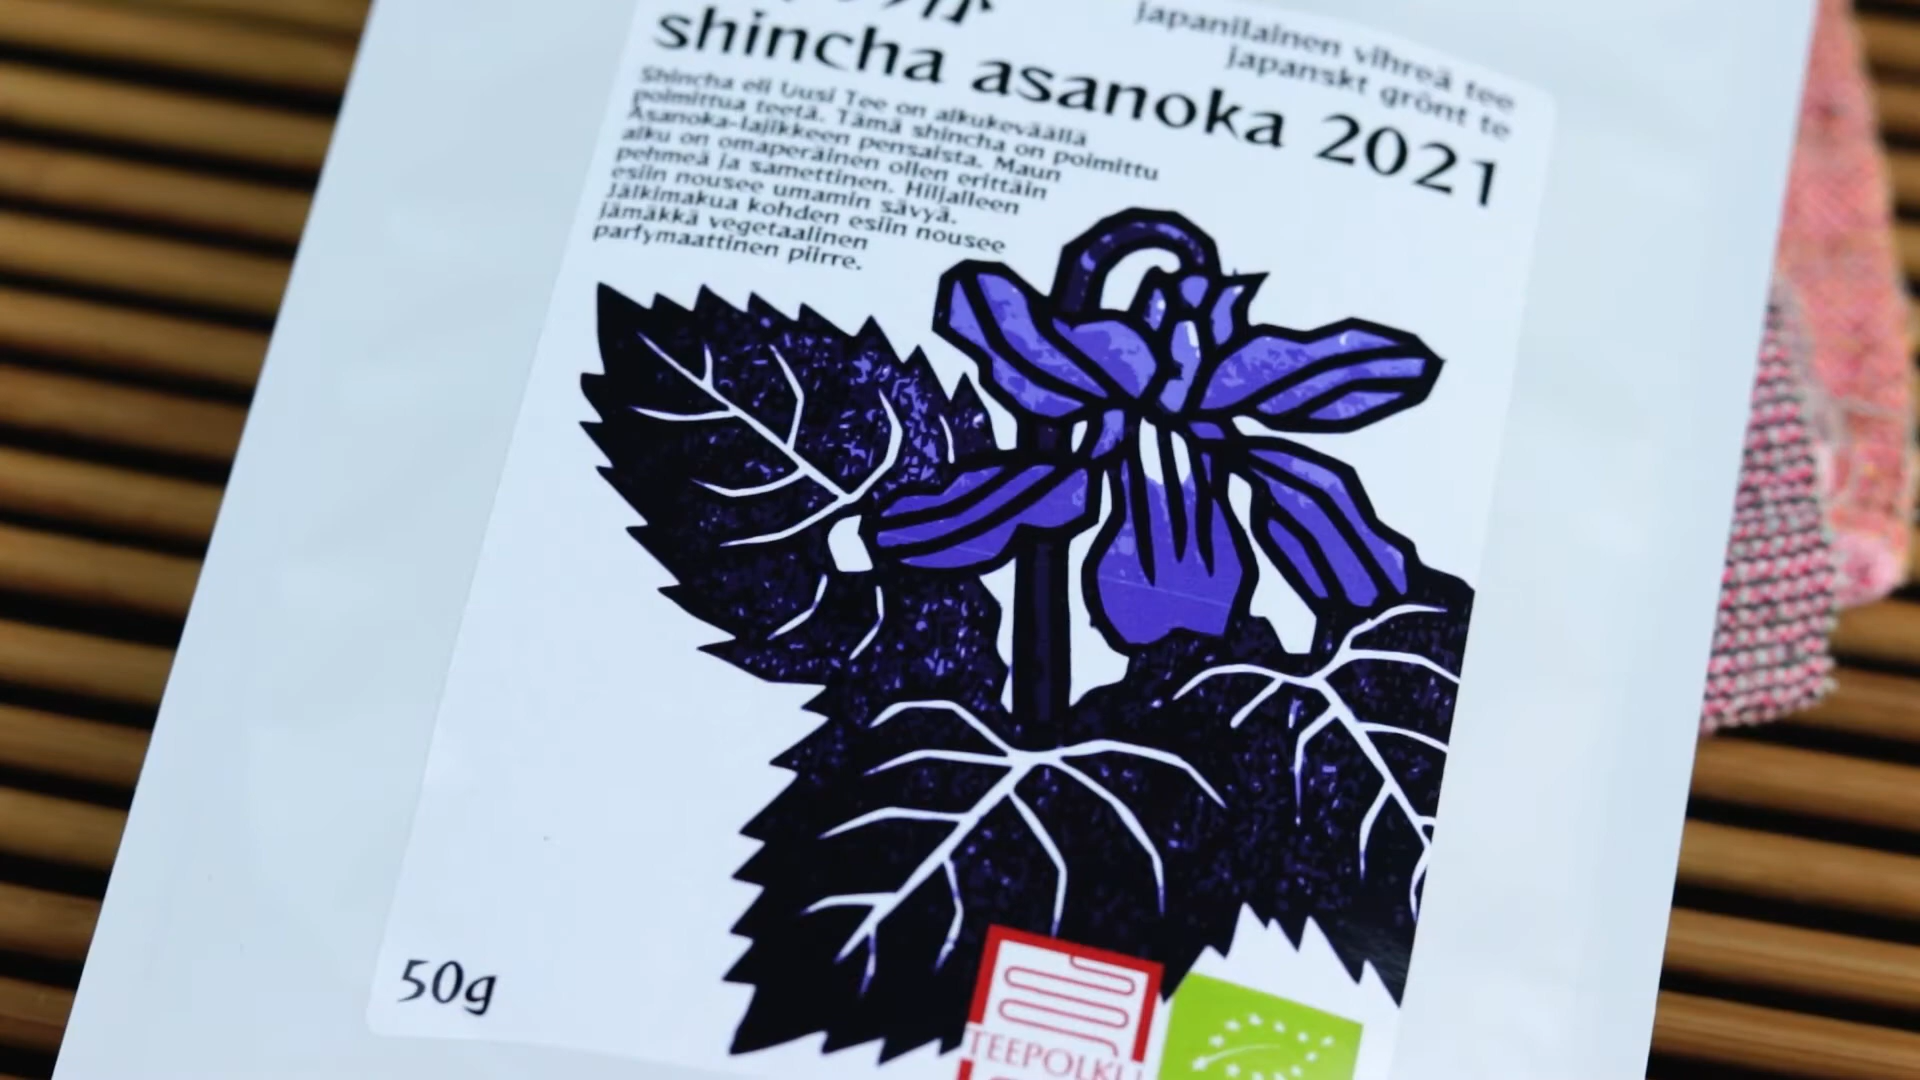 japanilainen vihreä tee
japanskt grönt te
shincha asanoka 2021
Shincha eli Uusi Tee on alkukeväällä
poimittua teetä. Tämä shincha on poimittu
Asanoka-lajikkeen pensaista. Maun
alku on omaperäinen ollen erittäin
pehmeä ja samettinen. Hiljalleen
esiin nousee umamin sävyä.
Jälkimakua kohden esiin nousee
jämäkkä vegetaalinen
parfymaattinen piirre.
50g
TEEPOLKU